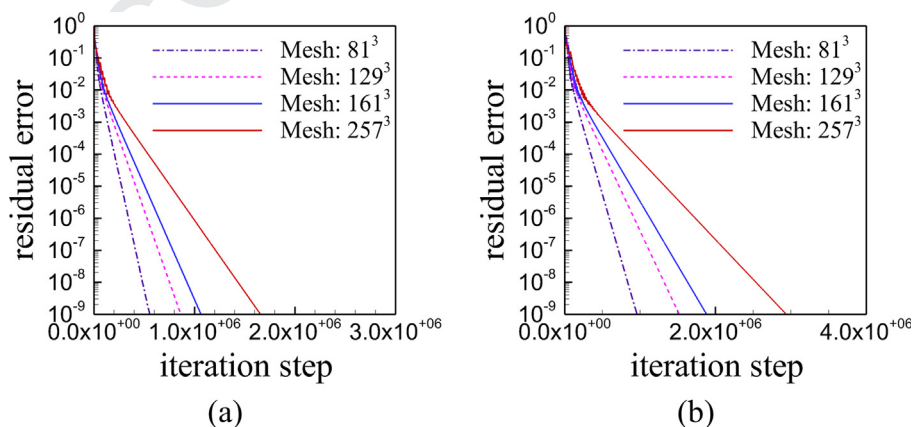 10^0
10^-1
10^-2
10^-3
10^-4
10^-5
10^-6
10^-7
10^-8
10^-9
residual error
Mesh: 81^3
Mesh: 129^3
Mesh: 161^3
Mesh: 257^3
0.0x10^+00
1.0x10^+06
2.0x10^+06
3.0x10^+06
iteration step
(a)
10^0
10^-1
10^-2
10^-3
10^-4
10^-5
10^-6
10^-7
10^-8
10^-9
residual error
Mesh: 81^3
Mesh: 129^3
Mesh: 161^3
Mesh: 257^3
0.0x10^+00
2.0x10^+06
4.0x10^+06
iteration step
(b)